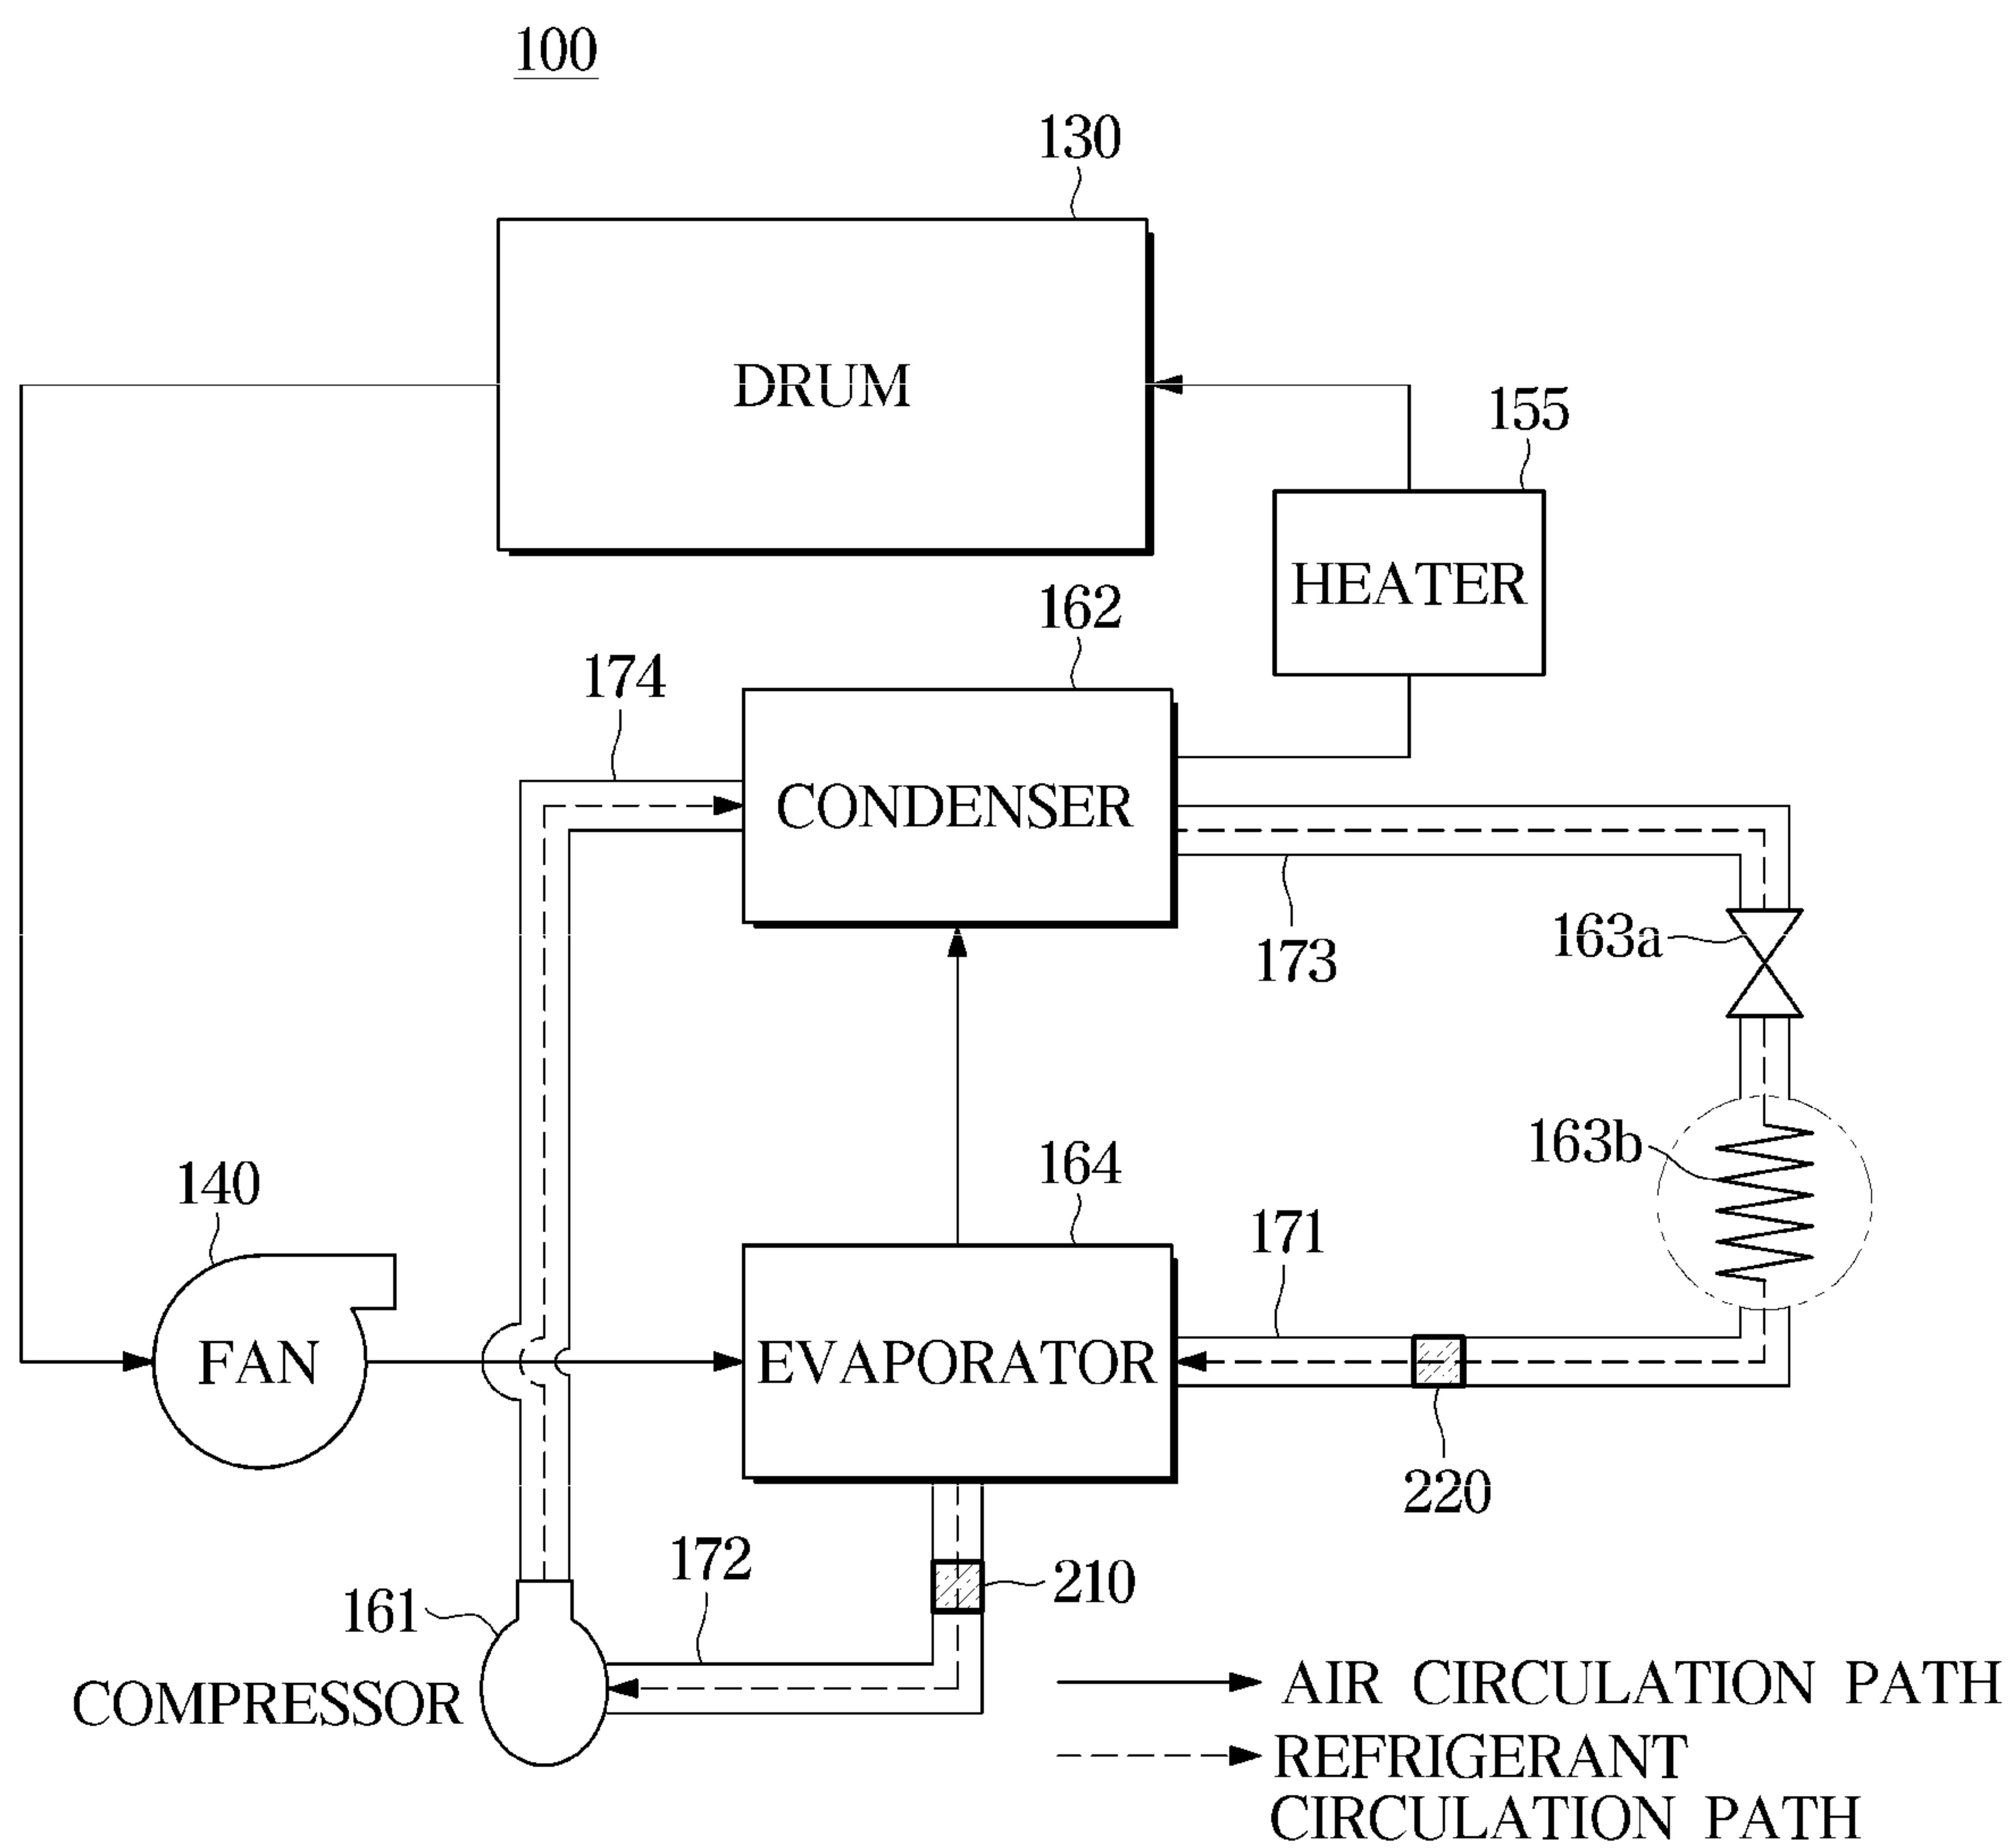 100
130
DRUM
155
HEATER
162
174
CONDENSER
163a
173
163b
164
140
171
FAN
EVAPORATOR
220
172
210
161
COMPRESSOR
AIR CIRCULATION PATH
REFRIGERANT
CIRCULATION PATH